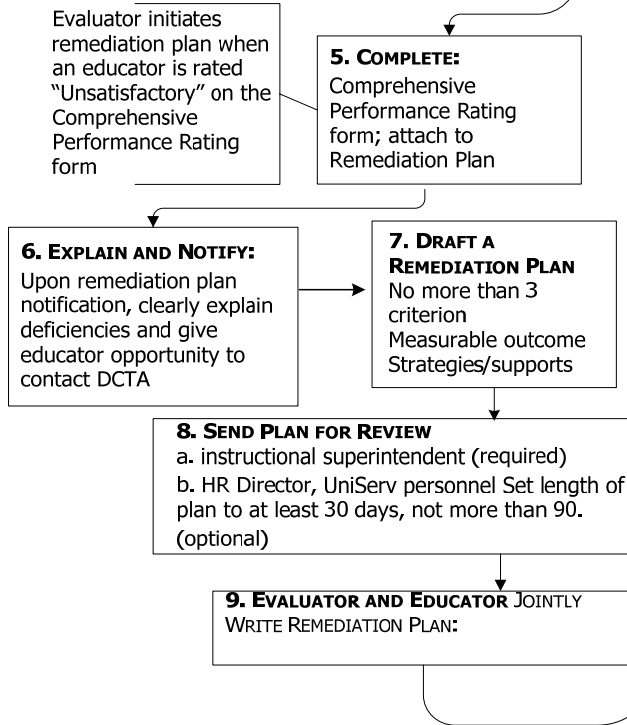 Evaluator initiates
remediation plan when
an educator is rated
“Unsatisfactory” on the
Comprehensive
Performance Rating
form
5. COMPLETE:
Comprehensive
Performance Rating
form; attach to
Remediation Plan
6. EXPLAIN AND NOTIFY:
Upon remediation plan
notification, clearly explain
deficiencies and give
educator opportunity to
contact DCTA
7. DRAFT A
REMEDIATION PLAN
No more than 3
criterion
Measurable outcome
Strategies/supports
8. SEND PLAN FOR REVIEW
a. instructional superintendent (required)
b. HR Director, UniServ personnel Set length of
plan to at least 30 days, not more than 90.
(optional)
9. EVALUATOR AND EDUCATOR JOINTLY
WRITE REMEDIATION PLAN: